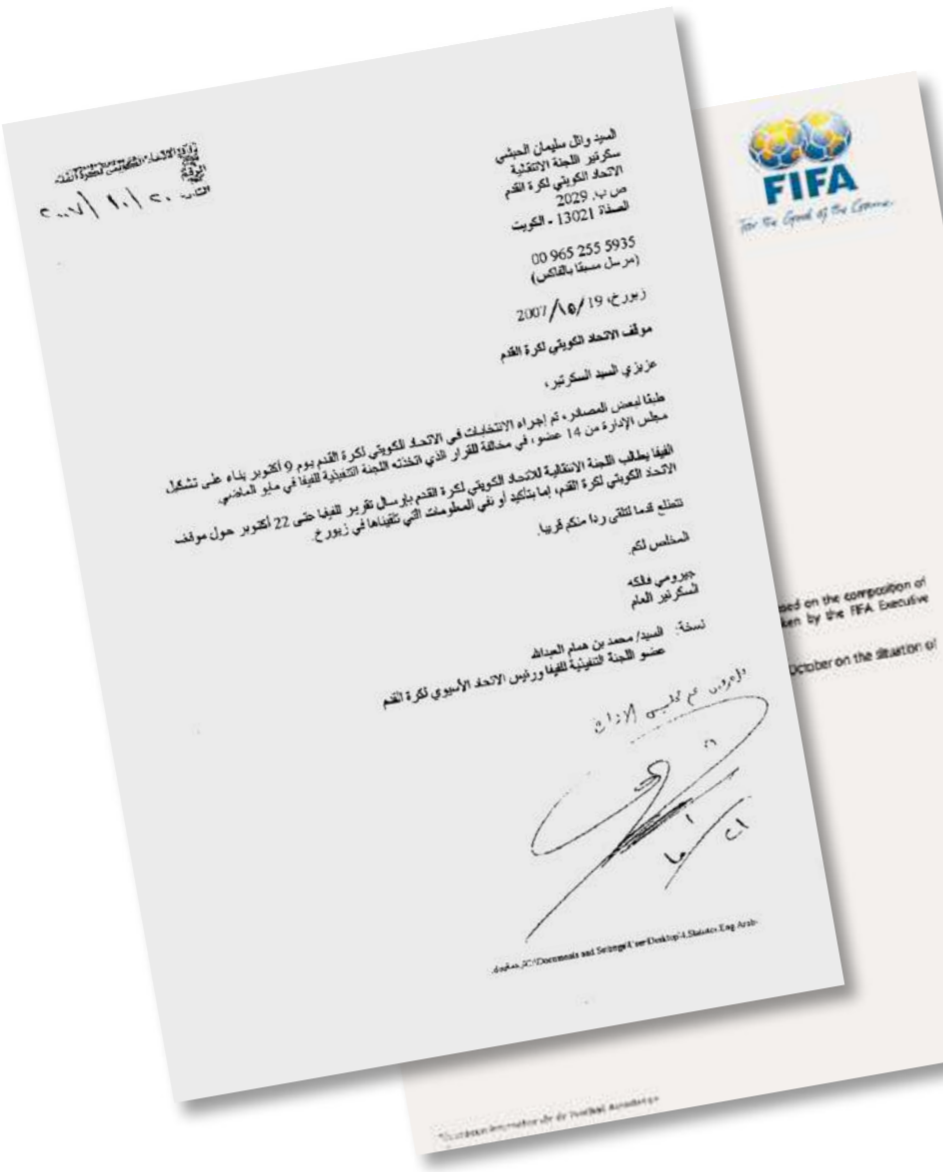 السيد وائل سليمان الحبشي
سكرتير اللجنة الانتقالية
الاتحاد الكويتي لكرة القدم
ص ب. 2029
الصفاة 13021 - الكويت
00 965 255 5935
(مرسل مسبقا بالفاكس)
زيورخ، 19/10/2007
موقف الاتحاد الكويتي لكرة القدم
عزيزي السيد السكرتير،
طبقا لبعض المصادر، تم إجراء الانتخابات في الاتحاد الكويتي لكرة القدم يوم 9 أكتوبر بناء على تشكيل
مجلس الإدارة من 14 عضو، في مخالفة للقرار الذي اتخذته اللجنة التنفيذية للفيفا في مايو الماضي.
الفيفا يطالب اللجنة الانتقالية للاتحاد الكويتي لكرة القدم بإرسال تقرير للفيفا حتى 22 أكتوبر حول موقف
الاتحاد الكويتي لكرة القدم، إما بتأكيد أو نفي المعلومات التي تلقيناها في زيورخ.
نتطلع قدما لتلقي ردا منكم قريبا.
المخلص لكم.
جيرومي فالكه
السكرتير العام
نسخة: السيد/ محمد بن همام العبدالله
عضو اللجنة التنفيذية للفيفا ورئيس الاتحاد الأسيوي لكرة القدم
٢٠٠٧/١٠/٢٠
١٠/٢١
FIFA
For the Good of the Game
sed on the composition of
ken by the FIFA Executive
October on the situation of